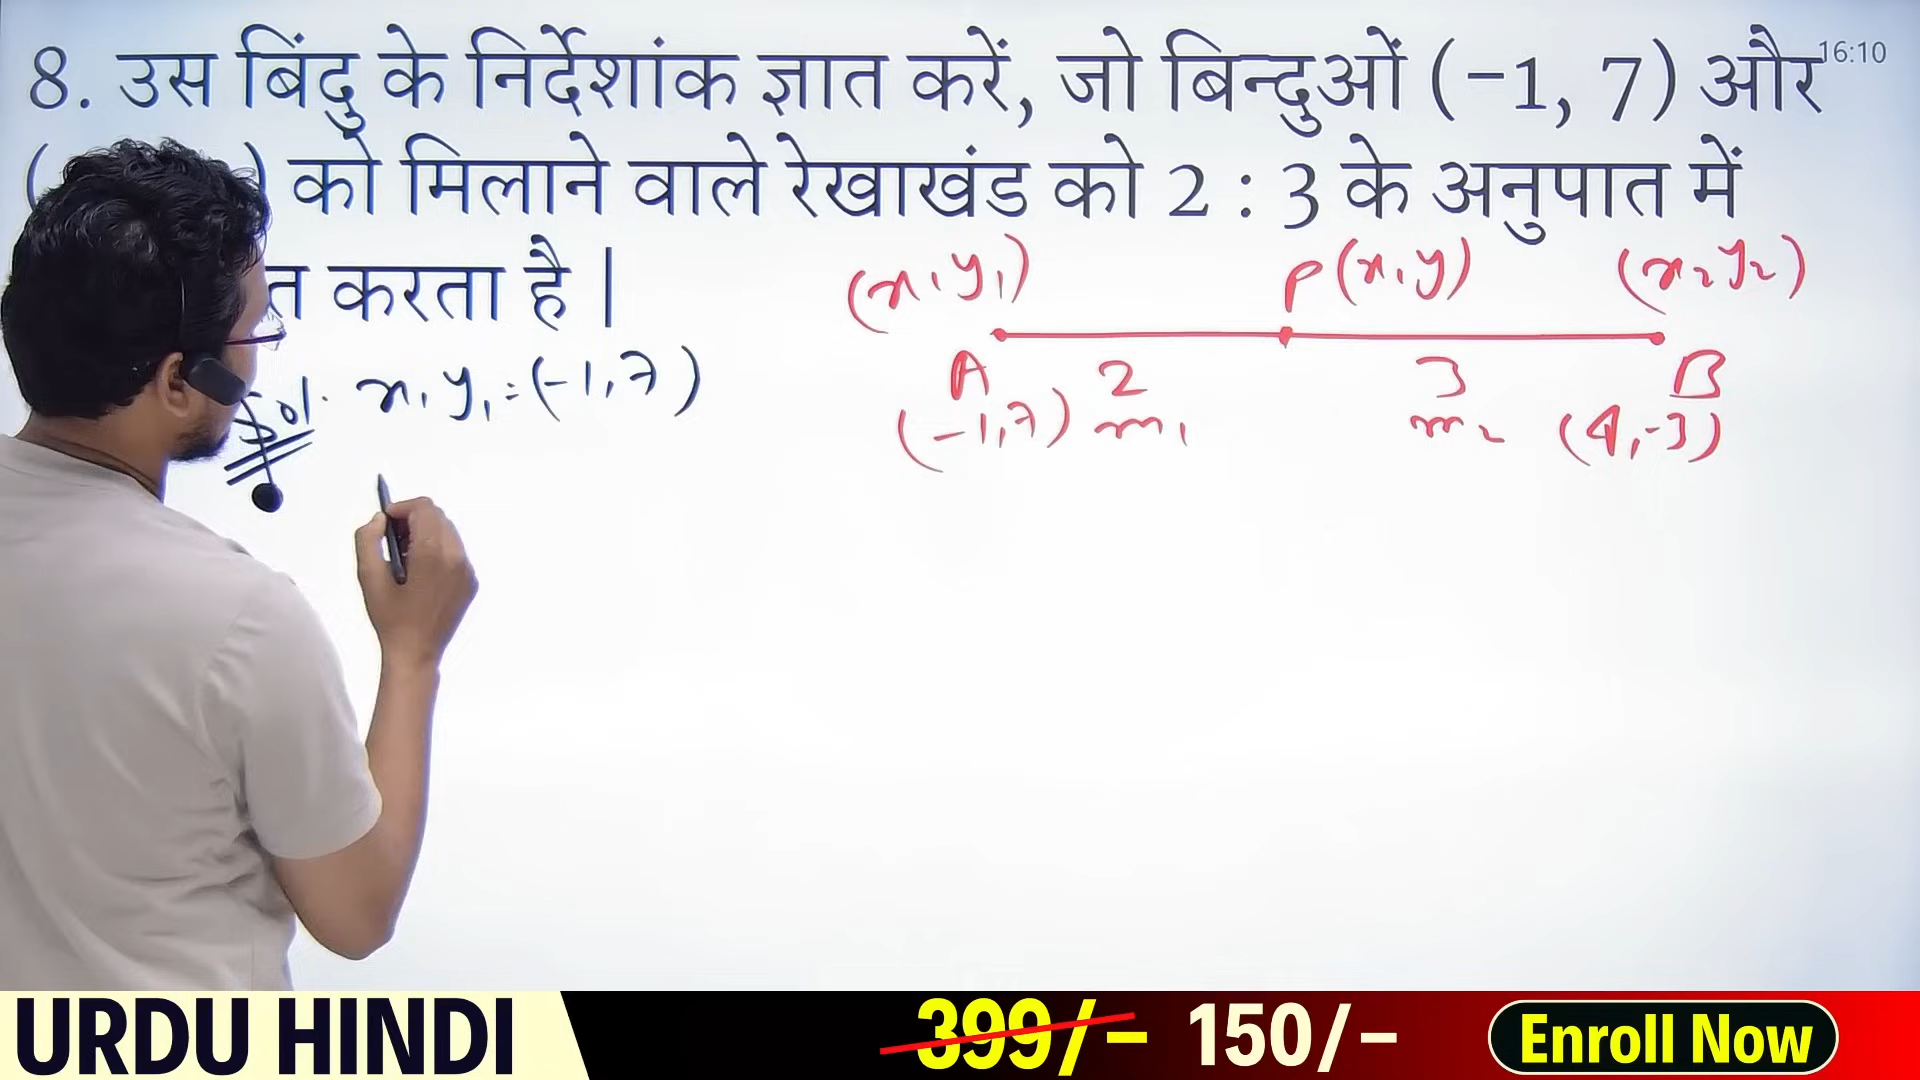 8. उस बिंदु के निर्देशांक ज्ञात करें, जो बिन्दुओं (-1, 7) और
16:10
( ) को मिलाने वाले रेखाखंड को 2 : 3 के अनुपात में
त करता है |
(x₁ y₁) P(x,y) (x₂ y₂)
Sol. x₁ y₁ = (-1,7)
A 2 3 B
(-1,7) m₁ m₂ (4,-3)
URDU HINDI 399/- 150/- Enroll Now